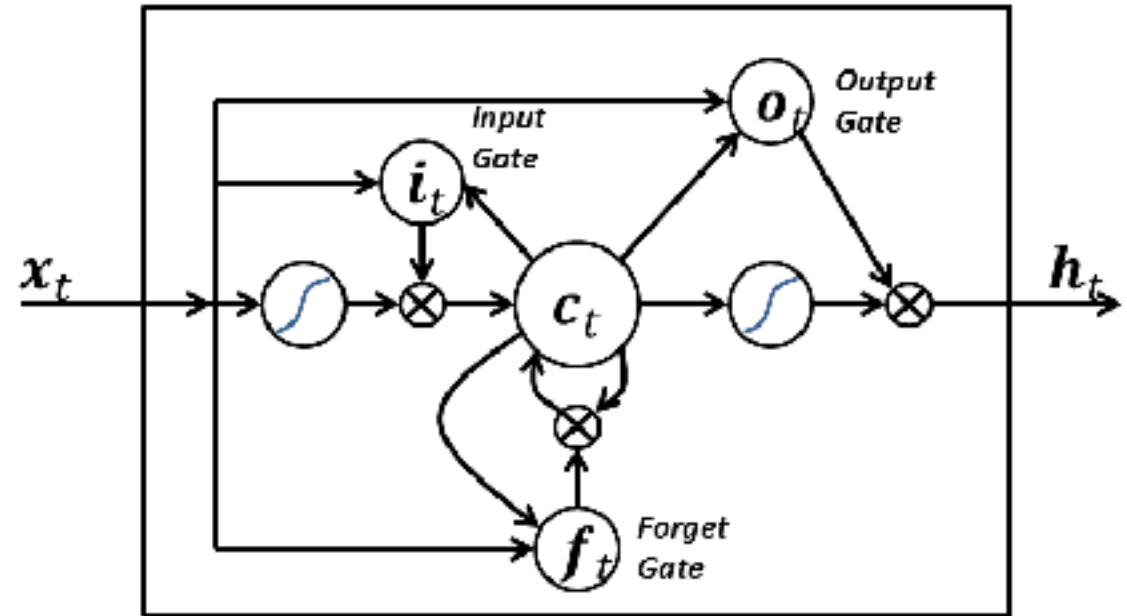 Output
Gate
o_t
Input
Gate
i_t
x_t
c_t
h_t
Forget
Gate
f_t